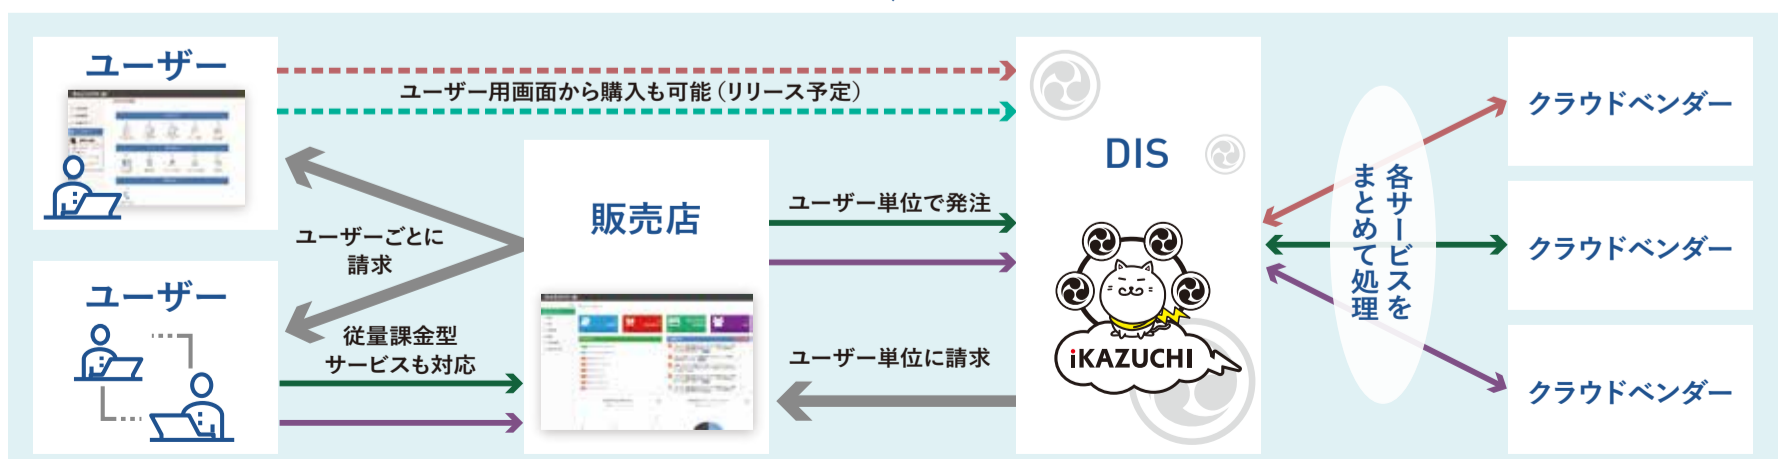 ユーザー
ユーザー用画面から購入も可能（リリース予定）
ユーザーごとに
請求
ユーザー
従量課金型
サービスも対応
販売店
ユーザー単位で発注
ユーザー単位に請求
DIS
iKAZUCHI
各サービスを
まとめて処理
クラウドベンダー
クラウドベンダー
クラウドベンダー